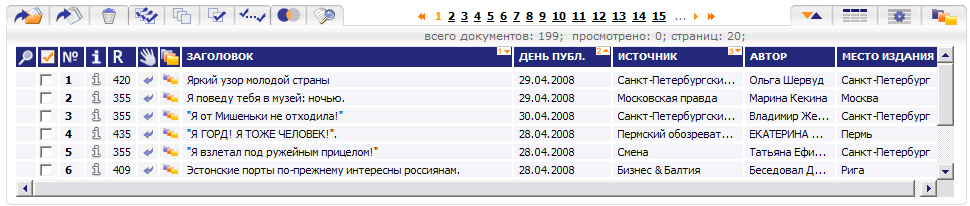 1 2 3 4 5 6 7 8 9 10 11 12 13 14 15 ...
всего документов: 199; просмотрено: 0; страниц: 20;
№ i R ЗАГОЛОВОК 1 ДЕНЬ ПУБЛ. 2 ИСТОЧНИК 3 АВТОР МЕСТО ИЗДАНИЯ
1 i 420 Яркий узор молодой страны 29.04.2008 Санкт-Петербургски... Ольга Шервуд Санкт-Петербург
2 i 355 Я поведу тебя в музей: ночью. 29.04.2008 Московская правда Марина Кекина Москва
3 i 355 "Я от Мишеньки не отходила!" 30.04.2008 Санкт-Петербургски... Владимир Же... Санкт-Петербург
4 i 435 "Я ГОРД! Я ТОЖЕ ЧЕЛОВЕК!". 28.04.2008 Пермский обозреват... ЕКАТЕРИНА ... Пермь
5 i 355 "Я взлетал под ружейным прицелом!" 28.04.2008 Смена Татьяна Ефи... Санкт-Петербург
6 i 409 Эстонские порты по-прежнему интересны россиянам. 28.04.2008 Бизнес & Балтия Беседовал Д... Рига